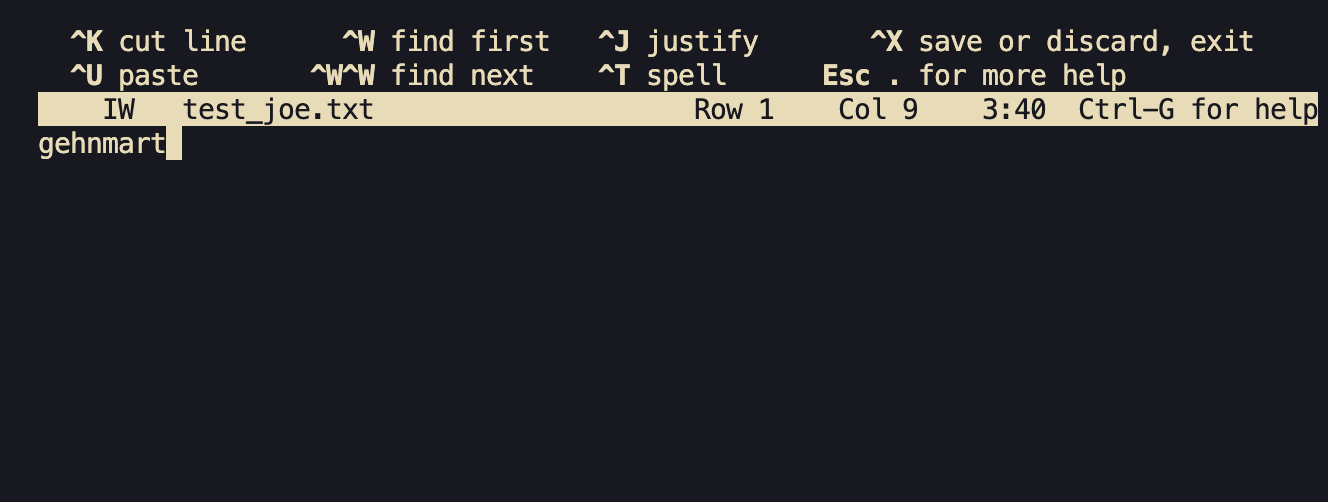 ^K cut line ^W find first ^J justify ^X save or discard, exit
^U paste ^W^W find next ^T spell Esc . for more help
IW test_joe.txt Row 1 Col 9 3:40 Ctrl-G for help
gehnmart